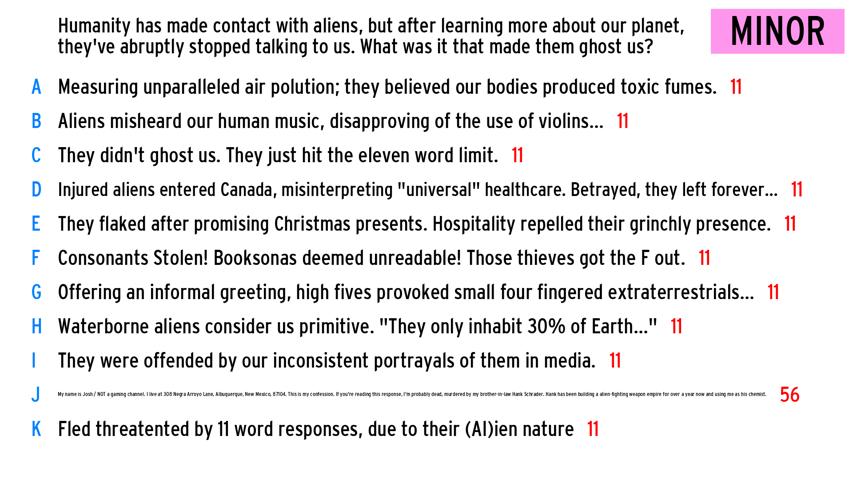 Humanity has made contact with aliens, but after learning more about our planet,
they've abruptly stopped talking to us. What was it that made them ghost us?
MINOR
A Measuring unparalleled air polution; they believed our bodies produced toxic fumes. 11
B Aliens misheard our human music, disapproving of the use of violins... 11
C They didn't ghost us. They just hit the eleven word limit. 11
D Injured aliens entered Canada, misinterpreting "universal" healthcare. Betrayed, they left forever... 11
E They flaked after promising Christmas presents. Hospitality repelled their grinchly presence. 11
F Consonants Stolen! Booksonas deemed unreadable! Those thieves got the F out. 11
G Offering an informal greeting, high fives provoked small four fingered extraterrestrials... 11
H Waterborne aliens consider us primitive. "They only inhabit 30% of Earth..." 11
I They were offended by our inconsistent portrayals of them in media. 11
J My name is Josh / NOT a gaming channel. I live at 308 Negra Arroyo Lane, Albuquerque, New Mexico, 87104. This is my confession. If you're reading this response, I'm probably dead, murdered by my brother-in-law Hank Schrader. Hank has been building a alien-fighting weapon empire for over a year now and using me as his chemist. 56
K Fled threatented by 11 word responses, due to their (AI)ien nature 11